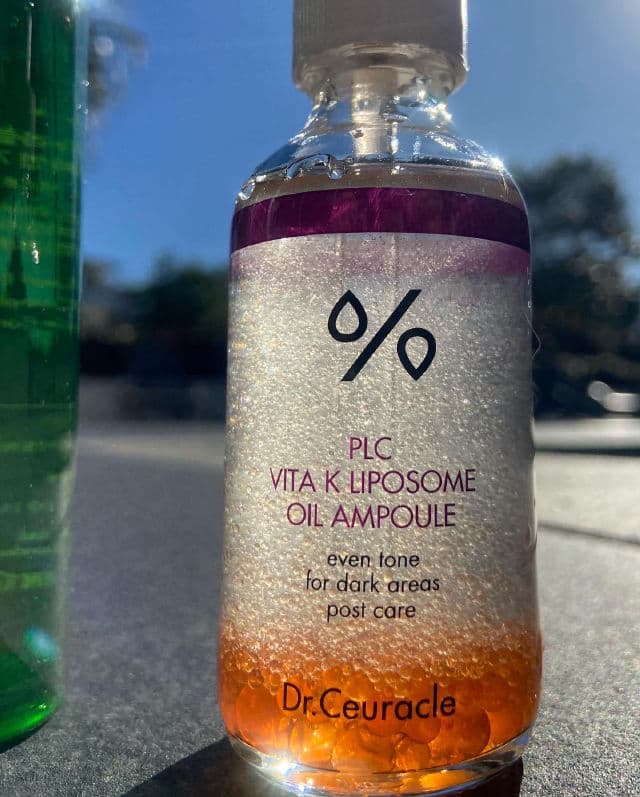 %
PLC
VITA K LIPOSOME
OIL AMPOULE
even tone
for dark areas
post care
Dr.Ceuracle